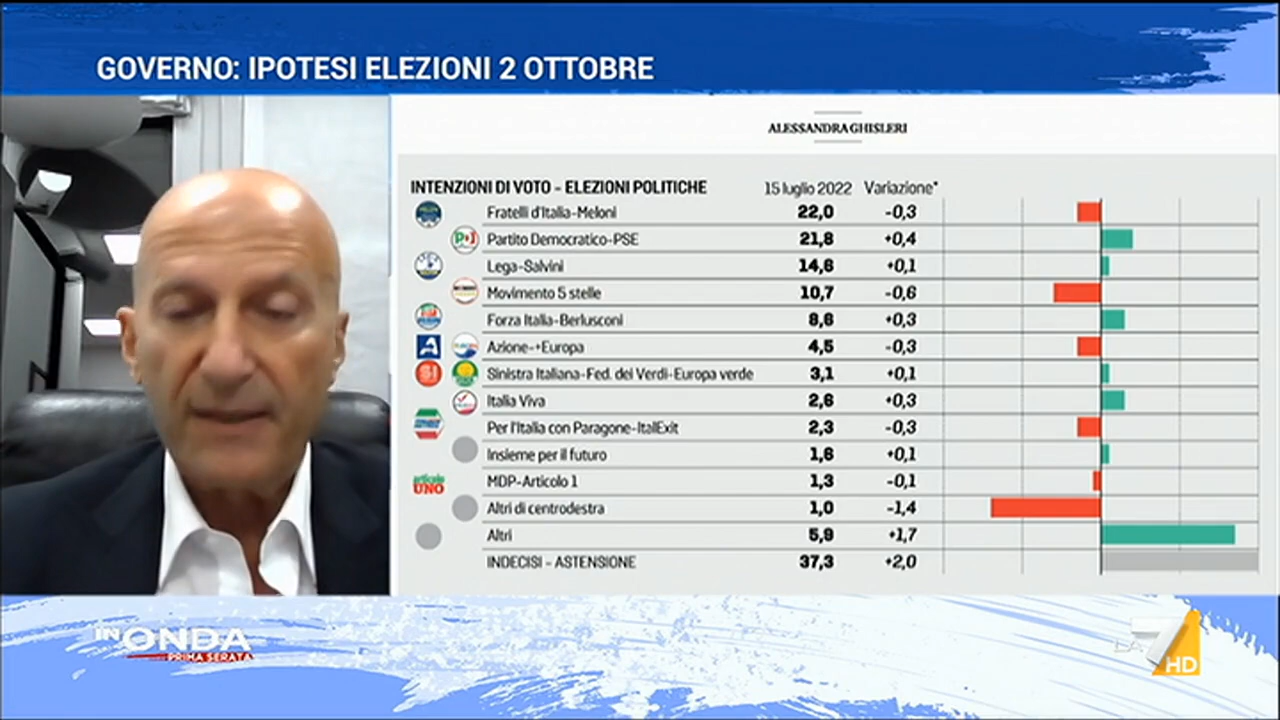 GOVERNO: IPOTESI ELEZIONI 2 OTTOBRE
ALESSANDRA GHISLERI
INTENZIONI DI VOTO - ELEZIONI POLITICHE 15 luglio 2022 Variazione*
Fratelli d'Italia-Meloni 22,0 -0,3
PD Partito Democratico-PSE 21,8 +0,4
Lega-Salvini 14,6 +0,1
Movimento 5 stelle 10,7 -0,6
Forza Italia-Berlusconi 8,6 +0,3
A Azione-+Europa 4,5 -0,3
SI Sinistra Italiana-Fed. dei Verdi-Europa verde 3,1 +0,1
Italia Viva 2,6 +0,3
Per l'Italia con Paragone-ItalExit 2,3 -0,3
Insieme per il futuro 1,6 +0,1
articolo UNO MDP-Articolo 1 1,3 -0,1
Altri di centrodestra 1,0 -1,4
Altri 5,9 +1,7
INDECISI - ASTENSIONE 37,3 +2,0
IN ONDA
PRIMA SERATA
LA 7 HD